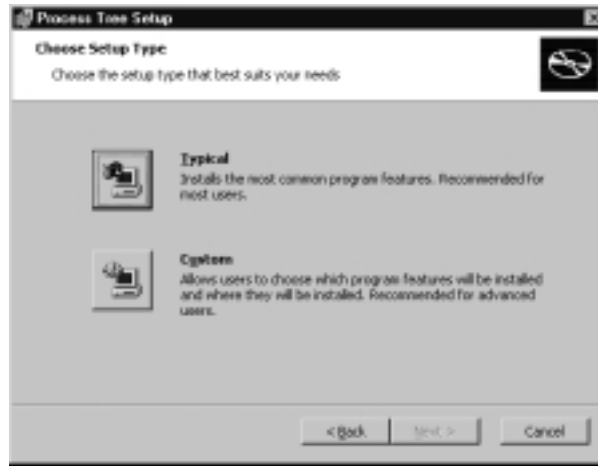 Process Tree Setup
Choose Setup Type
Choose the setup type that best suits your needs
Typical
Installs the most common program features. Recommended for
most users.
Custom
Allows users to choose which program features will be installed
and where they will be installed. Recommended for advanced
users.
< Back
Next >
Cancel